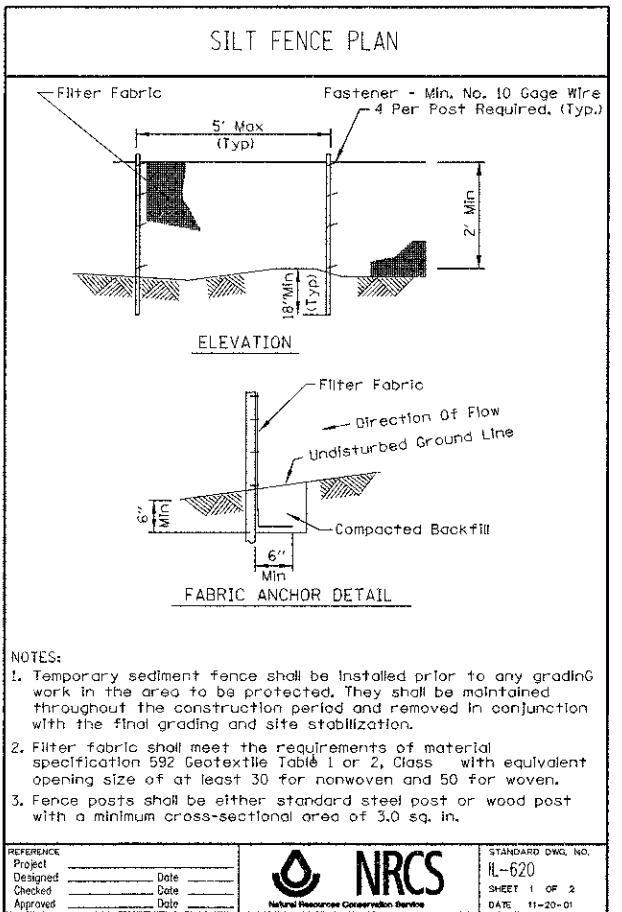 SILT FENCE PLAN
Filter Fabric
Fastener - Min. No. 10 Gage Wire
4 Per Post Required. (Typ.)
5' Max
(Typ)
2' Min
18"Min
(Typ)
ELEVATION
Filter Fabric
Direction Of Flow
Undisturbed Ground Line
6"
Min
Compacted Backfill
6"
Min
FABRIC ANCHOR DETAIL
NOTES:
1. Temporary sediment fence shall be installed prior to any gradinG
work in the area to be protected. They shall be maintained
throughout the construction period and removed in conjunction
with the final grading and site stabilization.
2. Filter fabric shall meet the requirements of material
specification 592 Geotextile Table 1 or 2, Class with equivalent
opening size of at least 30 for nonwoven and 50 for woven.
3. Fence posts shall be either standard steel post or wood post
with a minimum cross-sectional area of 3.0 sq. in.
REFERENCE
Project
Designed Date
Checked Date
Approved Date
NRCS
Natural Resources Conservation Service
STANDARD DWG. NO.
IL-620
SHEET 1 OF 2
DATE 11-20-01